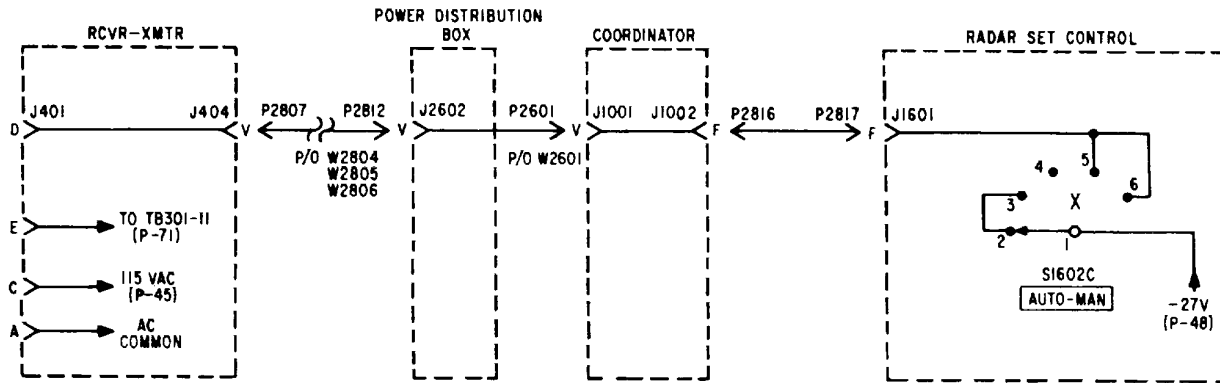 RCVR-XMTR
POWER DISTRIBUTION
BOX
COORDINATOR
RADAR SET CONTROL
J401
J404
P2807
P2812
J2602
P2601
J1001
J1002
P2816
P2817
J1601
D
V
V
V
F
F
P/O W2804
W2805
W2806
P/O W2601
4
5
6
3
X
2
1
E
TO TB301-11
(P-71)
S1602C
AUTO-MAN
C
115 VAC
(P-45)
-27V
(P-48)
A
AC
COMMON